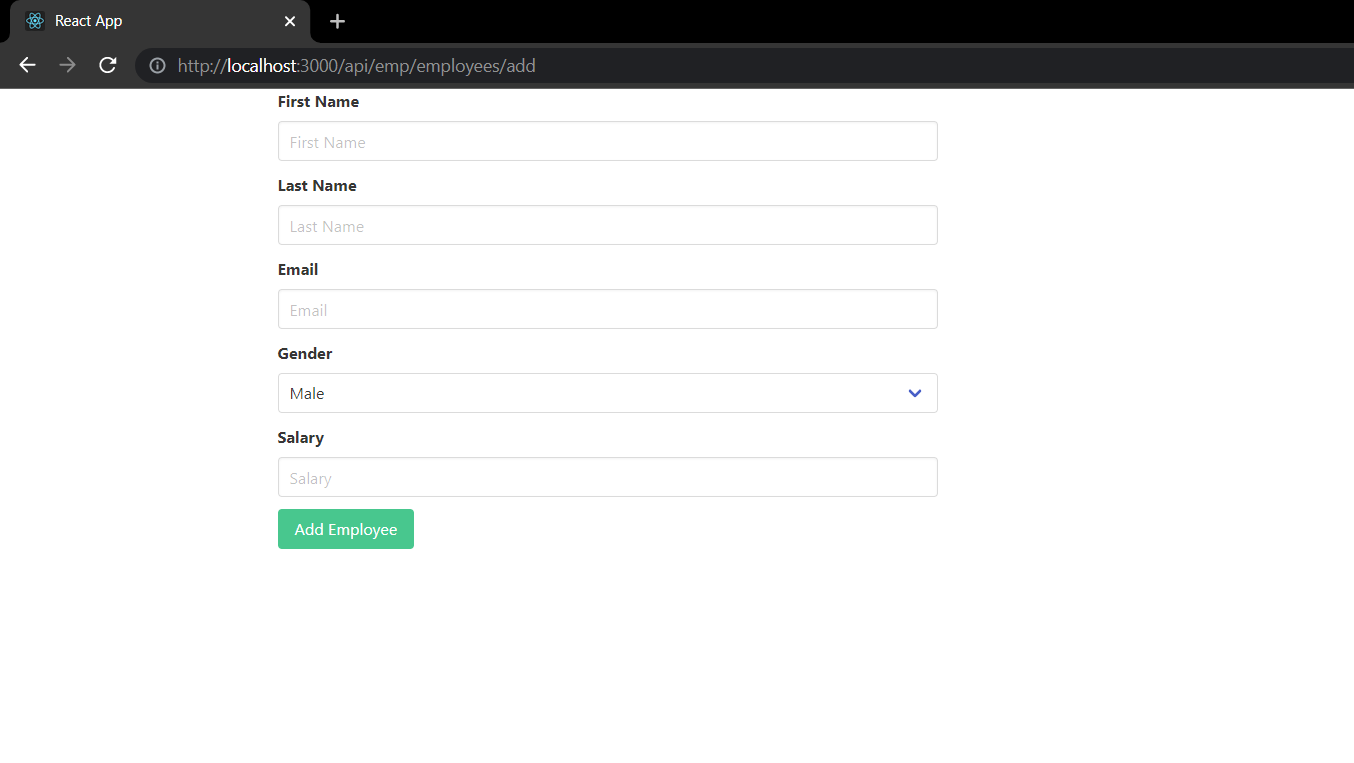 React App
http://localhost:3000/api/emp/employees/add
First Name
First Name
Last Name
Last Name
Email
Email
Gender
Male
Salary
Salary
Add Employee